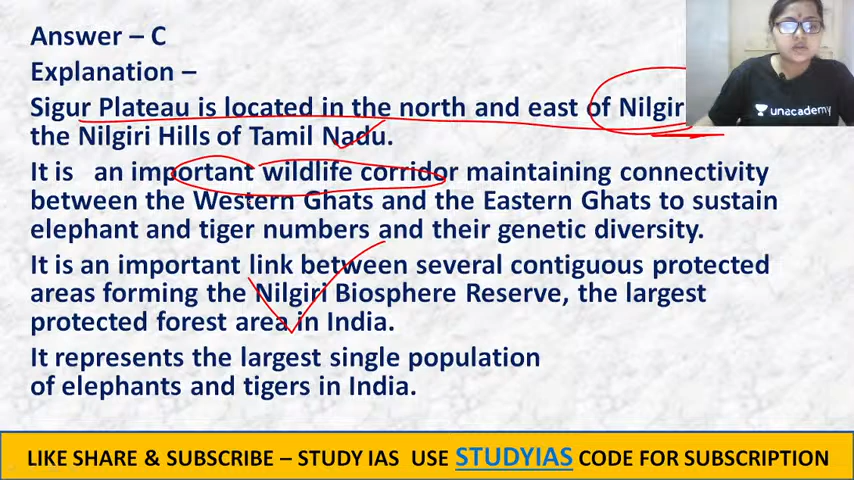 Answer – C
Explanation –
Sigur Plateau is located in the north and east of Nilgir
the Nilgiri Hills of Tamil Nadu.
It is an important wildlife corridor maintaining connectivity
between the Western Ghats and the Eastern Ghats to sustain
elephant and tiger numbers and their genetic diversity.
It is an important link between several contiguous protected
areas forming the Nilgiri Biosphere Reserve, the largest
protected forest area in India.
It represents the largest single population
of elephants and tigers in India.
unacademy
LIKE SHARE & SUBSCRIBE – STUDY IAS USE STUDYIAS CODE FOR SUBSCRIPTION